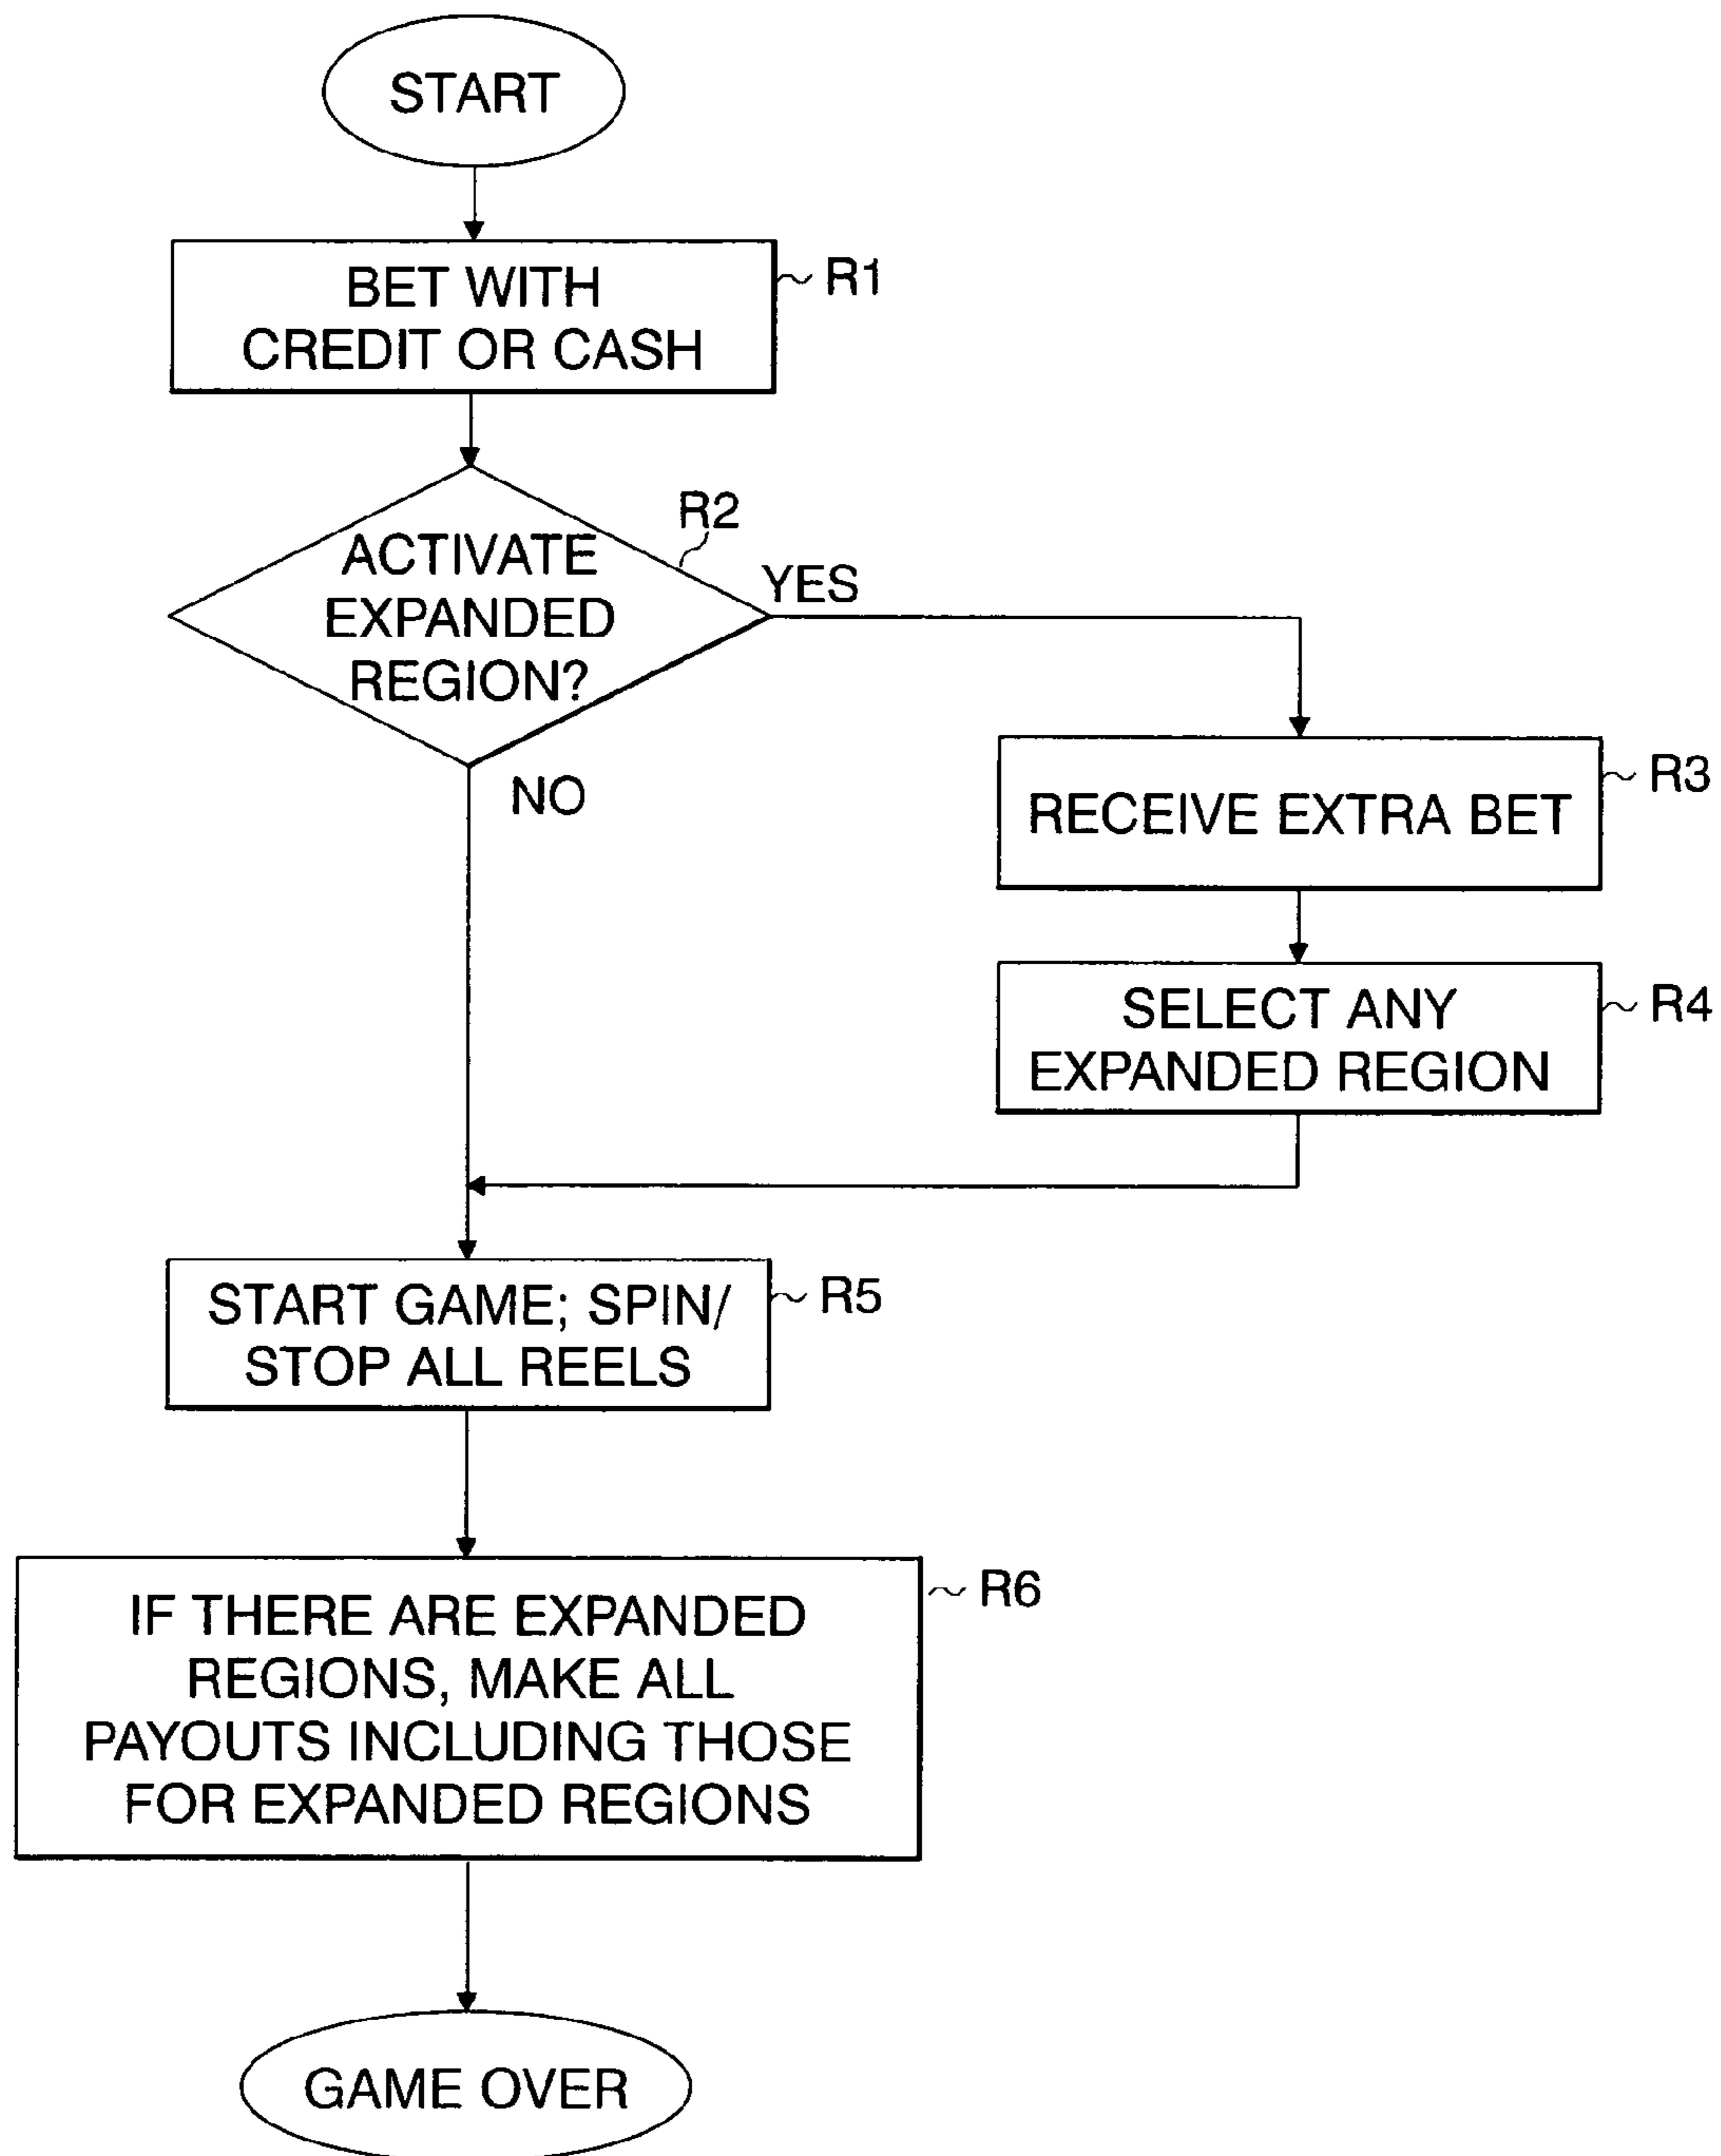 START
BET WITH
CREDIT OR CASH
R1
ACTIVATE
EXPANDED
REGION?
R2
YES
NO
RECEIVE EXTRA BET
R3
SELECT ANY
EXPANDED REGION
R4
START GAME; SPIN/
STOP ALL REELS
R5
IF THERE ARE EXPANDED
REGIONS, MAKE ALL
PAYOUTS INCLUDING THOSE
FOR EXPANDED REGIONS
R6
GAME OVER